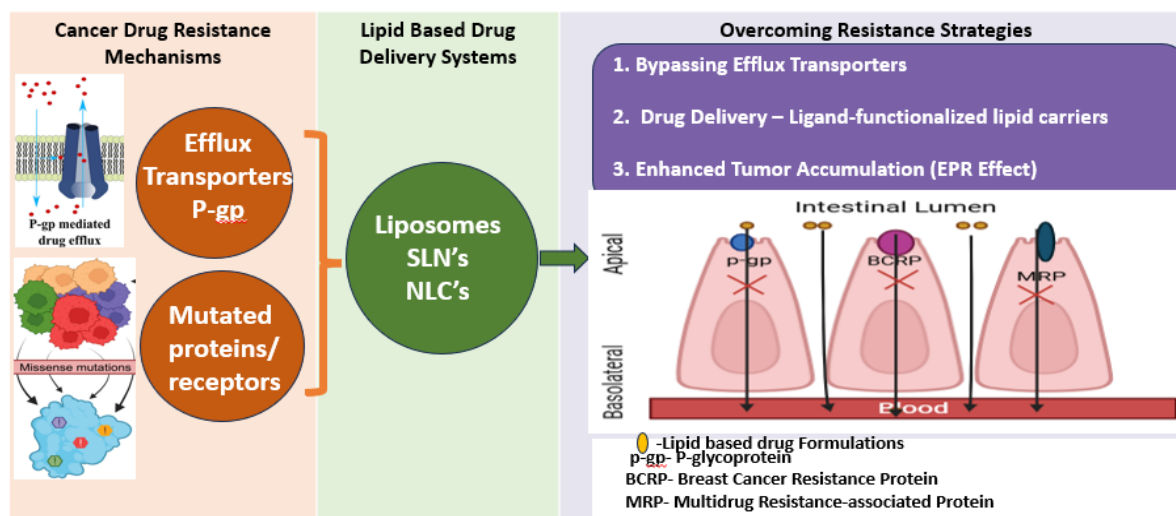 Cancer Drug Resistance
Mechanisms
P-gp mediated
drug efflux
Efflux
Transporters
P-gp
Missense mutations
Mutated
proteins/
receptors
Lipid Based Drug
Delivery Systems
Liposomes
SLN's
NLC's
Overcoming Resistance Strategies
1. Bypassing Efflux Transporters
2. Drug Delivery – Ligand-functionalized lipid carriers
3. Enhanced Tumor Accumulation (EPR Effect)
Intestinal Lumen
Apical
p-gp
BCRP
MRP
Basolateral
Blood
-Lipid based drug Formulations
p-gp- P-glycoprotein
BCRP- Breast Cancer Resistance Protein
MRP- Multidrug Resistance-associated Protein